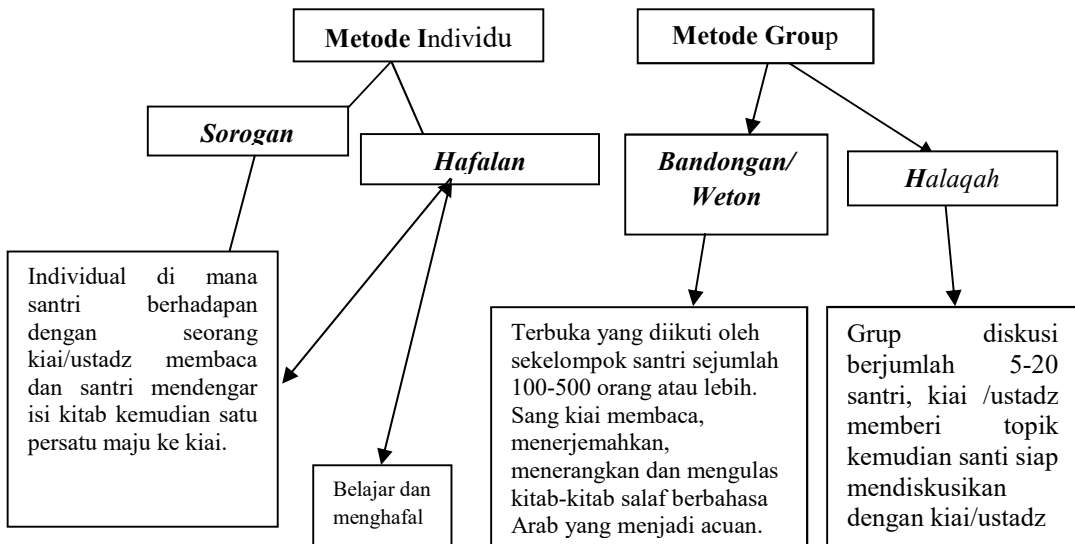 Metode Individu
Metode Group
Sorogan
Hafalan
Bandongan/
Weton
Halaqah
Individual di mana
santri berhadapan
dengan seorang
kiai/ustadz membaca
dan santri mendengar
isi kitab kemudian satu
persatu maju ke kiai.
Belajar dan
menghafal
Terbuka yang diikuti oleh
sekelompok santri sejumlah
100-500 orang atau lebih.
Sang kiai membaca,
menerjemahkan,
menerangkan dan mengulas
kitab-kitab salaf berbahasa
Arab yang menjadi acuan.
Grup diskusi
berjumlah 5-20
santri, kiai /ustadz
memberi topik
kemudian santi siap
mendiskusikan
dengan kiai/ustadz